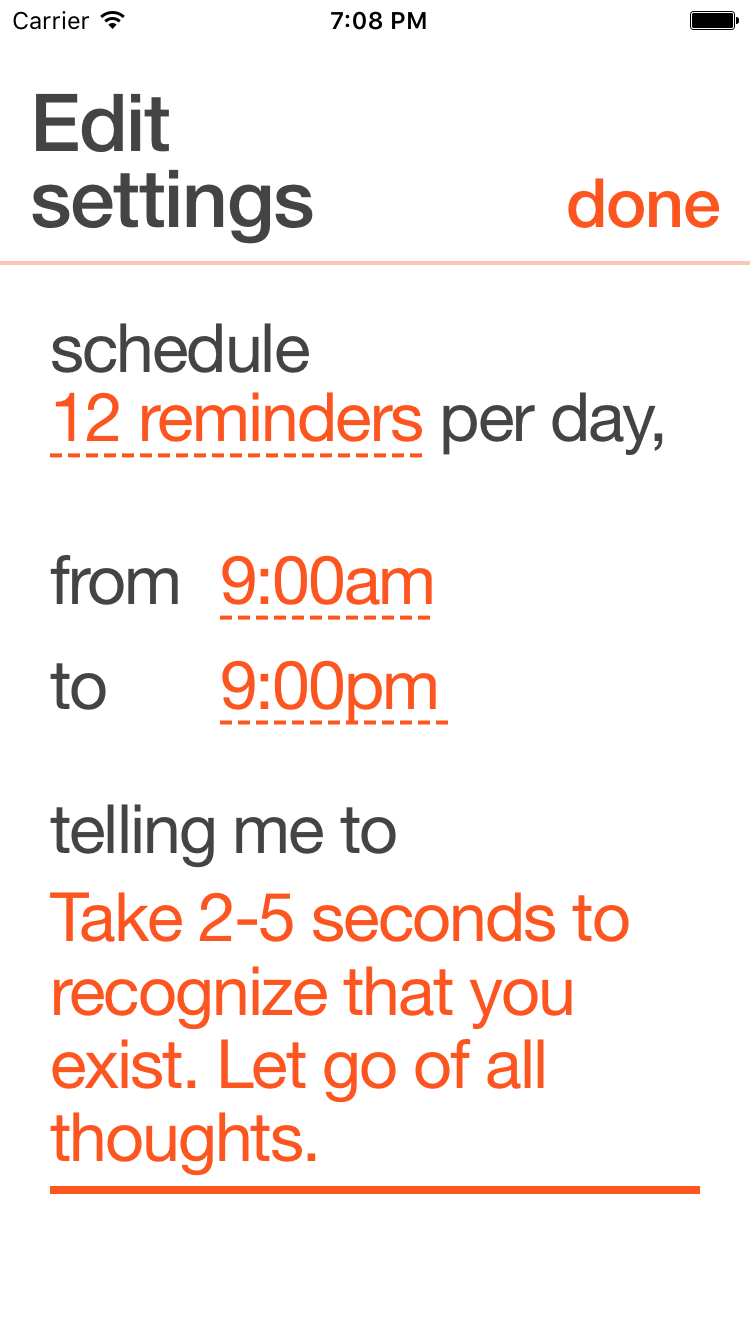 Carrier 7:08 PM
Edit
settings done
schedule
12 reminders per day,
from 9:00am
to 9:00pm
telling me to
Take 2-5 seconds to
recognize that you
exist. Let go of all
thoughts.